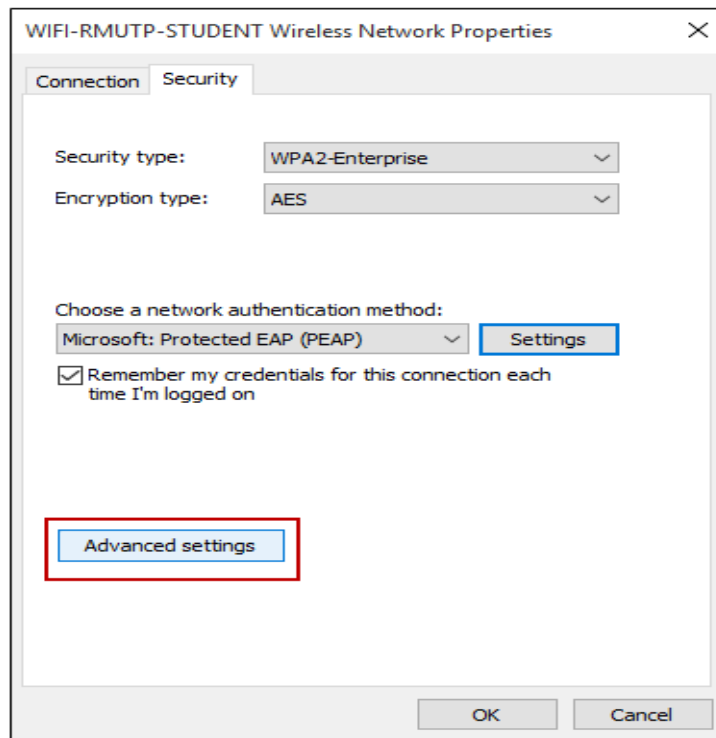 WIFI-RMUTP-STUDENT Wireless Network Properties
Connection Security
Security type: WPA2-Enterprise
Encryption type: AES
Choose a network authentication method:
Microsoft: Protected EAP (PEAP) Settings
Remember my credentials for this connection each
time I'm logged on
Advanced settings
OK Cancel